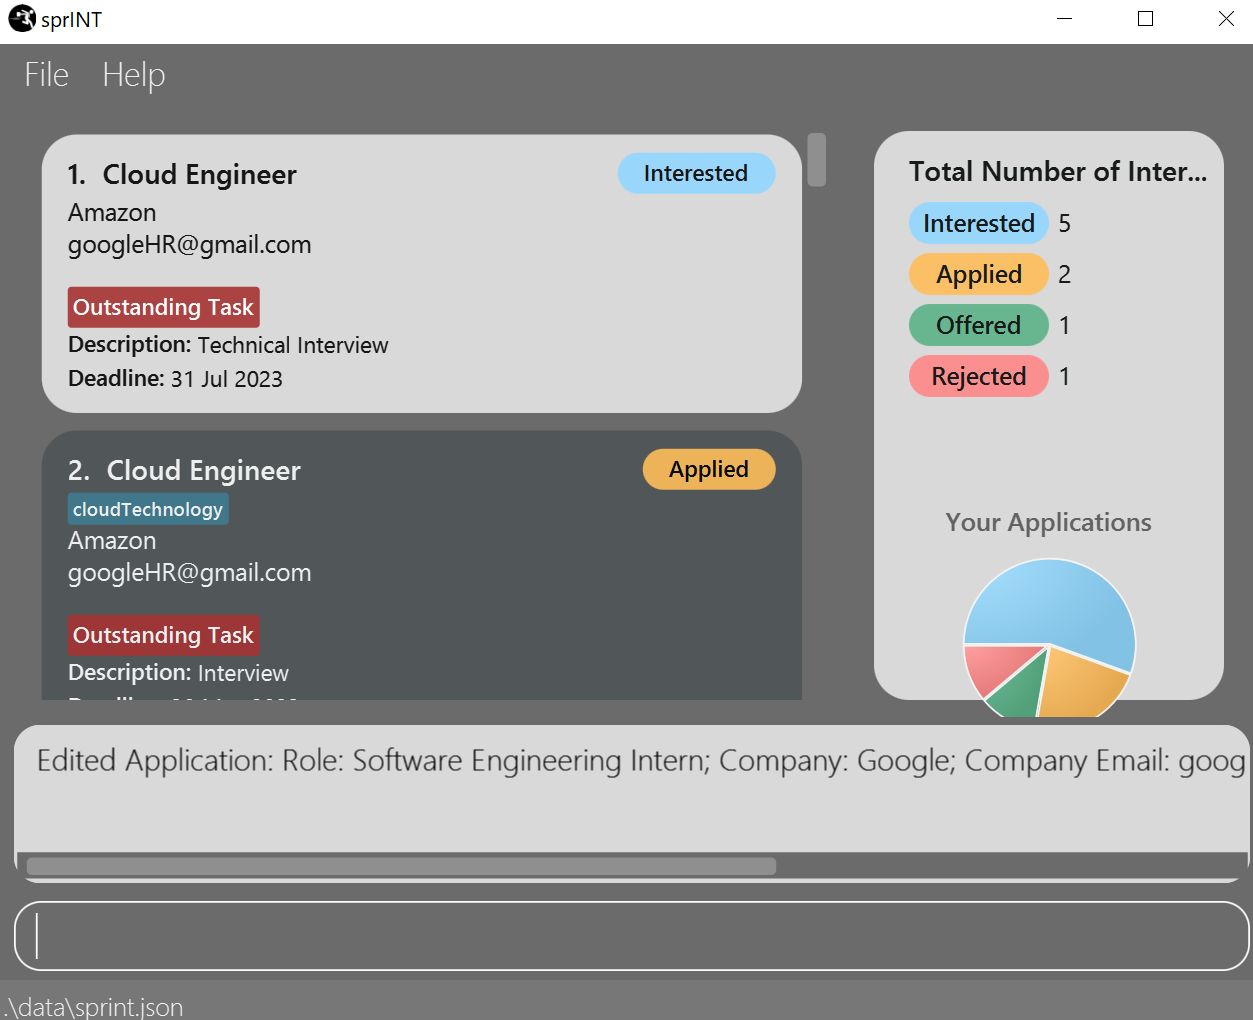 sprINT
File Help
1. Cloud Engineer
Interested
Amazon
googleHR@gmail.com
Outstanding Task
Description: Technical Interview
Deadline: 31 Jul 2023
2. Cloud Engineer
Applied
cloudTechnology
Amazon
googleHR@gmail.com
Outstanding Task
Description: Interview
Total Number of Inter...
Interested 5
Applied 2
Offered 1
Rejected 1
Your Applications
Edited Application: Role: Software Engineering Intern; Company: Google; Company Email: goog
.\data\sprint.json